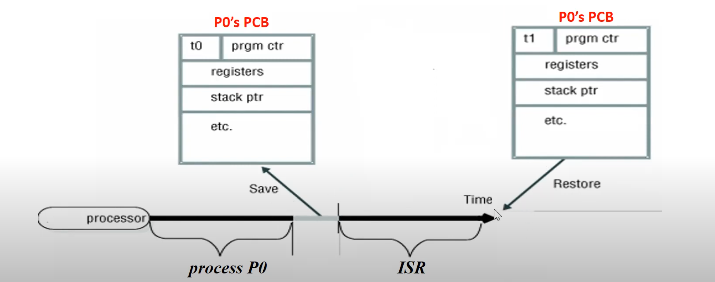 P0's PCB
t0 prgm ctr
registers
stack ptr
etc.
P0's PCB
t1 prgm ctr
registers
stack ptr
etc.
Save
Restore
Time
processor
process P0
ISR